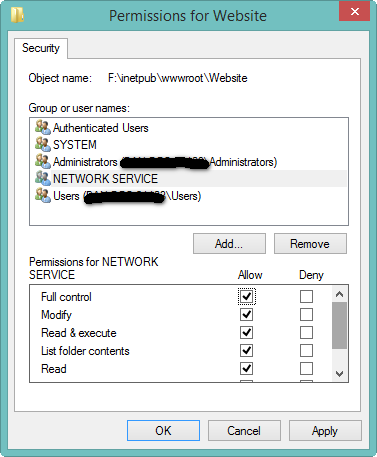 Permissions for Website
Security
Object name: F:\inetpub\wwwroot\Website
Group or user names:
Authenticated Users
SYSTEM
Administrators (\Administrators)
NETWORK SERVICE
Users (\Users)
Add... Remove
Permissions for NETWORK
SERVICE Allow Deny
Full control
Modify
Read & execute
List folder contents
Read
OK Cancel Apply